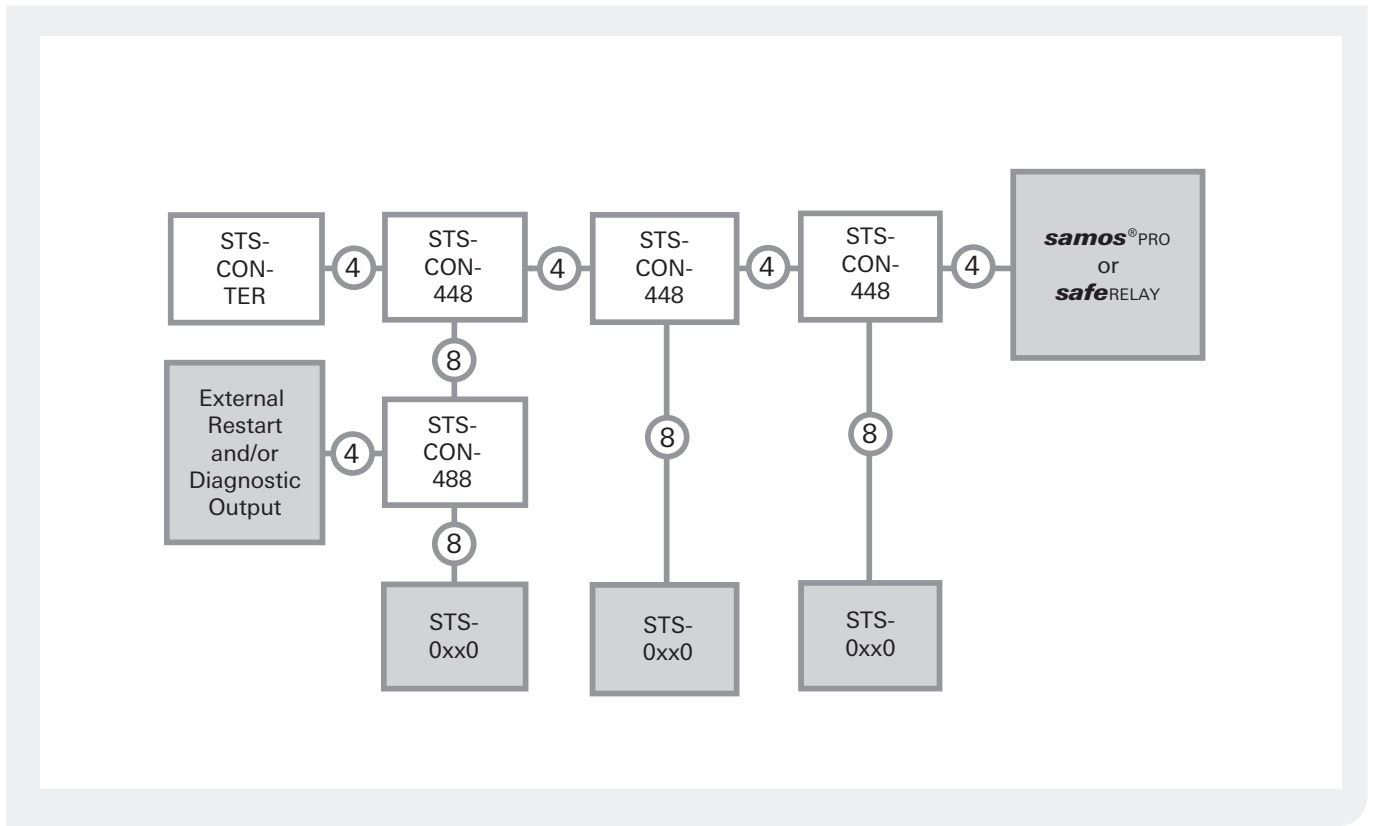 STS-
CON-
TER
4
STS-
CON-
448
4
STS-
CON-
448
4
STS-
CON-
448
4
samos®PRO
or
safeRELAY
8
External
Restart
and/or
Diagnostic
Output
4
STS-
CON-
488
8
8
8
STS-
0xx0
STS-
0xx0
STS-
0xx0